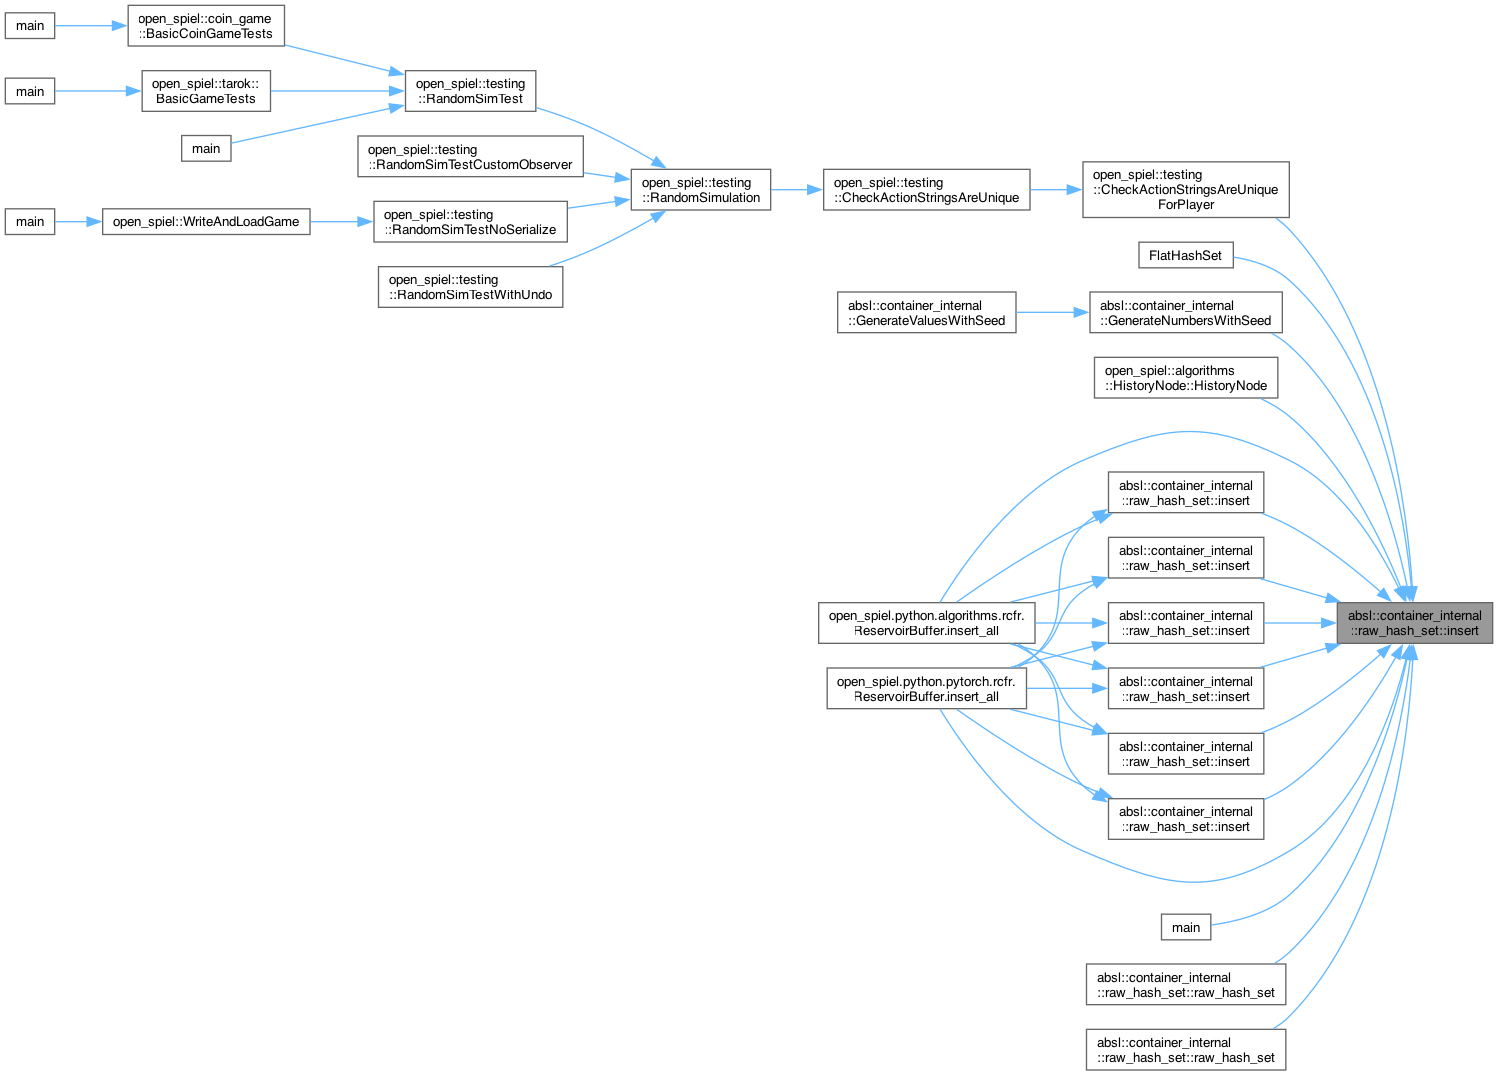 main
open_spiel::coin_game
::BasicCoinGameTests
main
open_spiel::tarok::
BasicGameTests
open_spiel::testing
::RandomSimTest
main
open_spiel::testing
::RandomSimTestCustomObserver
main
open_spiel::WriteAndLoadGame
open_spiel::testing
::RandomSimTestNoSerialize
open_spiel::testing
::RandomSimTestWithUndo
open_spiel::testing
::RandomSimulation
open_spiel::testing
::CheckActionStringsAreUnique
open_spiel::testing
::CheckActionStringsAreUnique
ForPlayer
FlatHashSet
absl::container_internal
::GenerateValuesWithSeed
absl::container_internal
::GenerateNumbersWithSeed
open_spiel::algorithms
::HistoryNode::HistoryNode
absl::container_internal
::raw_hash_set::insert
absl::container_internal
::raw_hash_set::insert
open_spiel.python.algorithms.rcfr.
ReservoirBuffer.insert_all
absl::container_internal
::raw_hash_set::insert
absl::container_internal
::raw_hash_set::insert
open_spiel.python.pytorch.rcfr.
ReservoirBuffer.insert_all
absl::container_internal
::raw_hash_set::insert
absl::container_internal
::raw_hash_set::insert
absl::container_internal
::raw_hash_set::insert
main
absl::container_internal
::raw_hash_set::raw_hash_set
absl::container_internal
::raw_hash_set::raw_hash_set